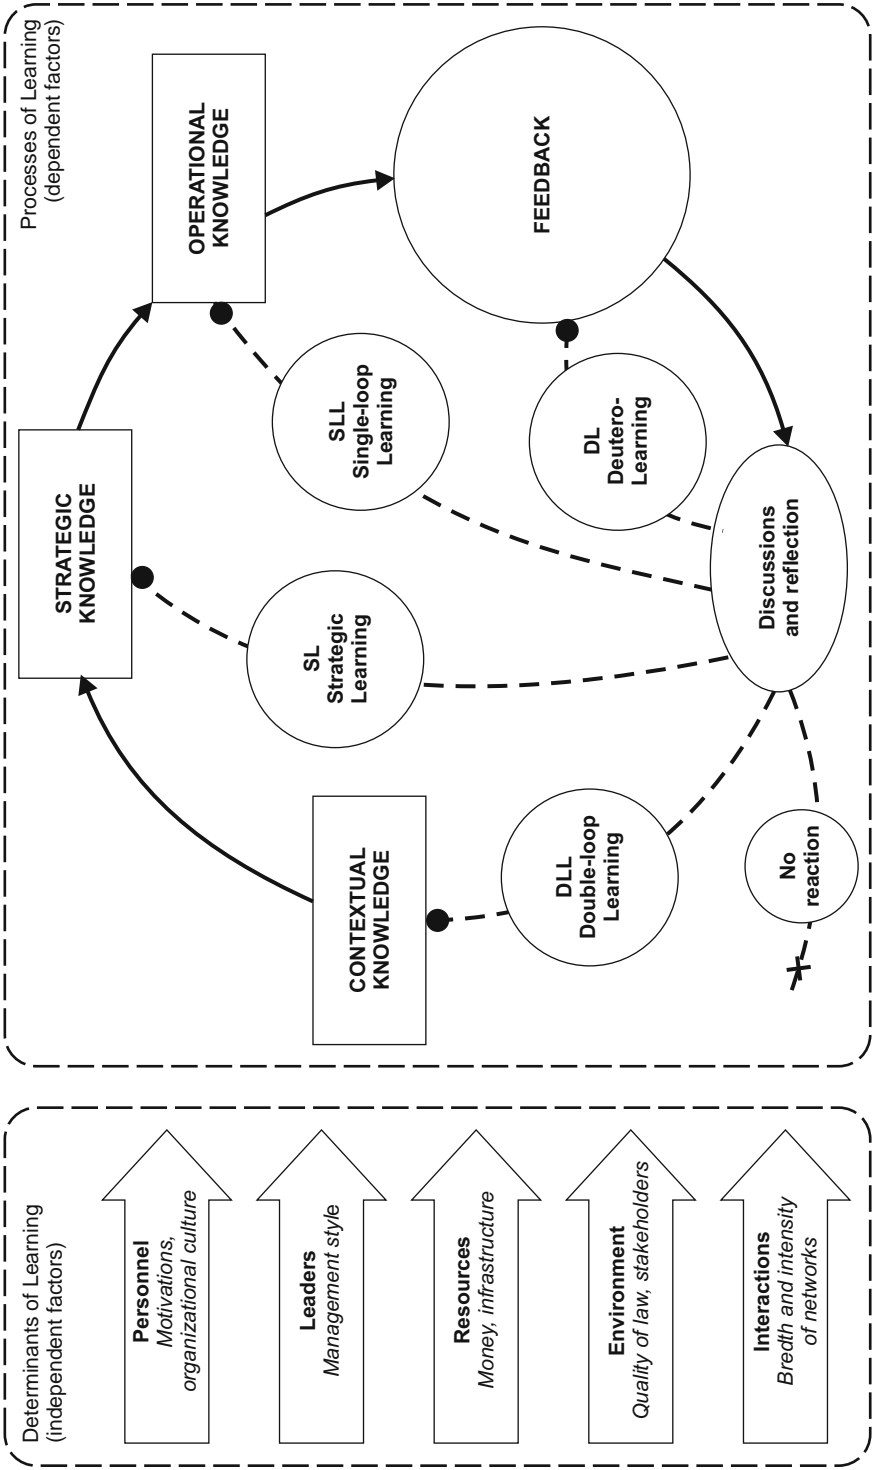 Determinants of Learning
(independent factors)
Personnel
Motivations,
organizational culture
Leaders
Management style
Resources
Money, infrastructure
Environment
Quality of law, stakeholders
Interactions
Bredth and intensity
of networks
Processes of Learning
(dependent factors)
STRATEGIC
KNOWLEDGE
OPERATIONAL
KNOWLEDGE
CONTEXTUAL
KNOWLEDGE
SL
Strategic
Learning
SLL
Single-loop
Learning
FEEDBACK
DLL
Double-loop
Learning
DL
Deutero-
Learning
Discussions
and reflection
No
reaction